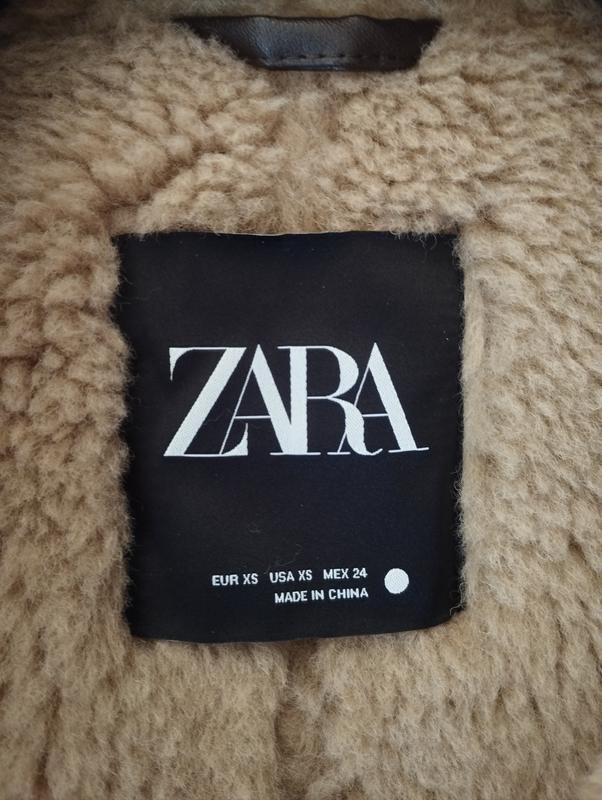 ZARA
EUR XS USA XS MEX 24
MADE IN CHINA